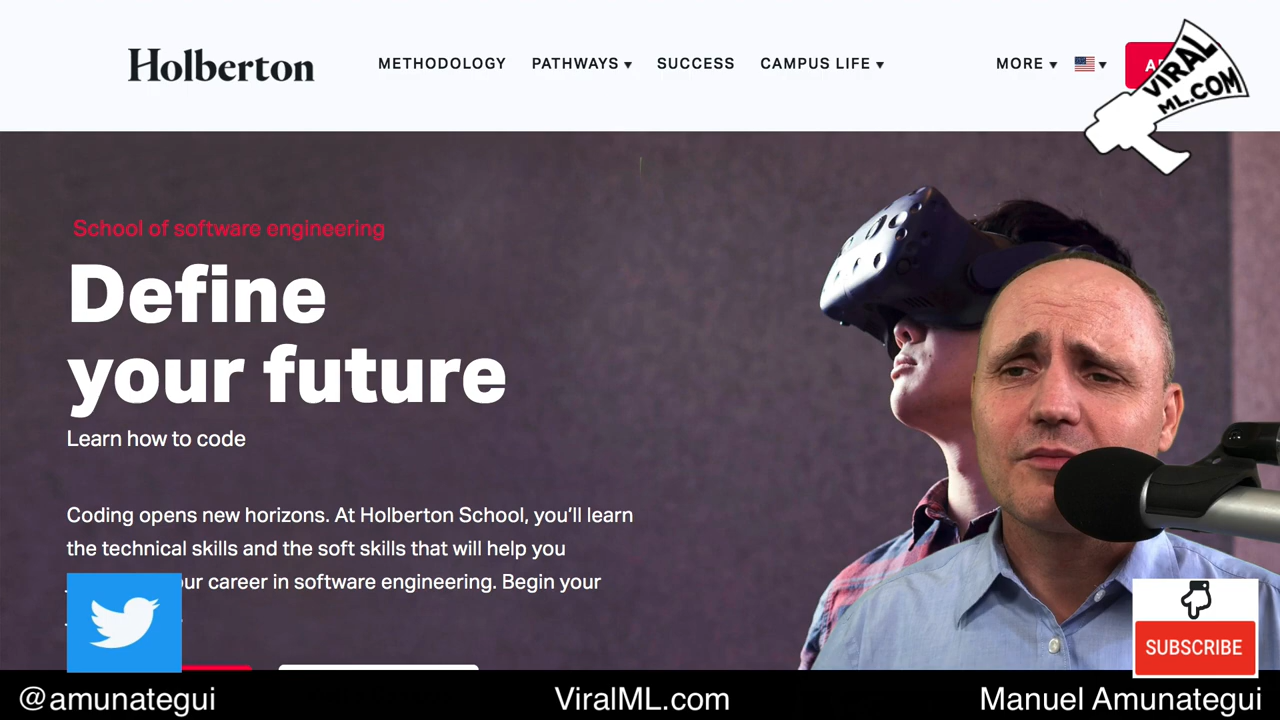 Holberton
METHODOLOGY PATHWAYS SUCCESS CAMPUS LIFE
MORE
VIRAL
ML.COM
School of software engineering
Define
your future
Learn how to code
Coding opens new horizons. At Holberton School, you'll learn
the technical skills and the soft skills that will help you
career in software engineering. Begin your
SUBSCRIBE
@amunategui ViralML.com Manuel Amunategui